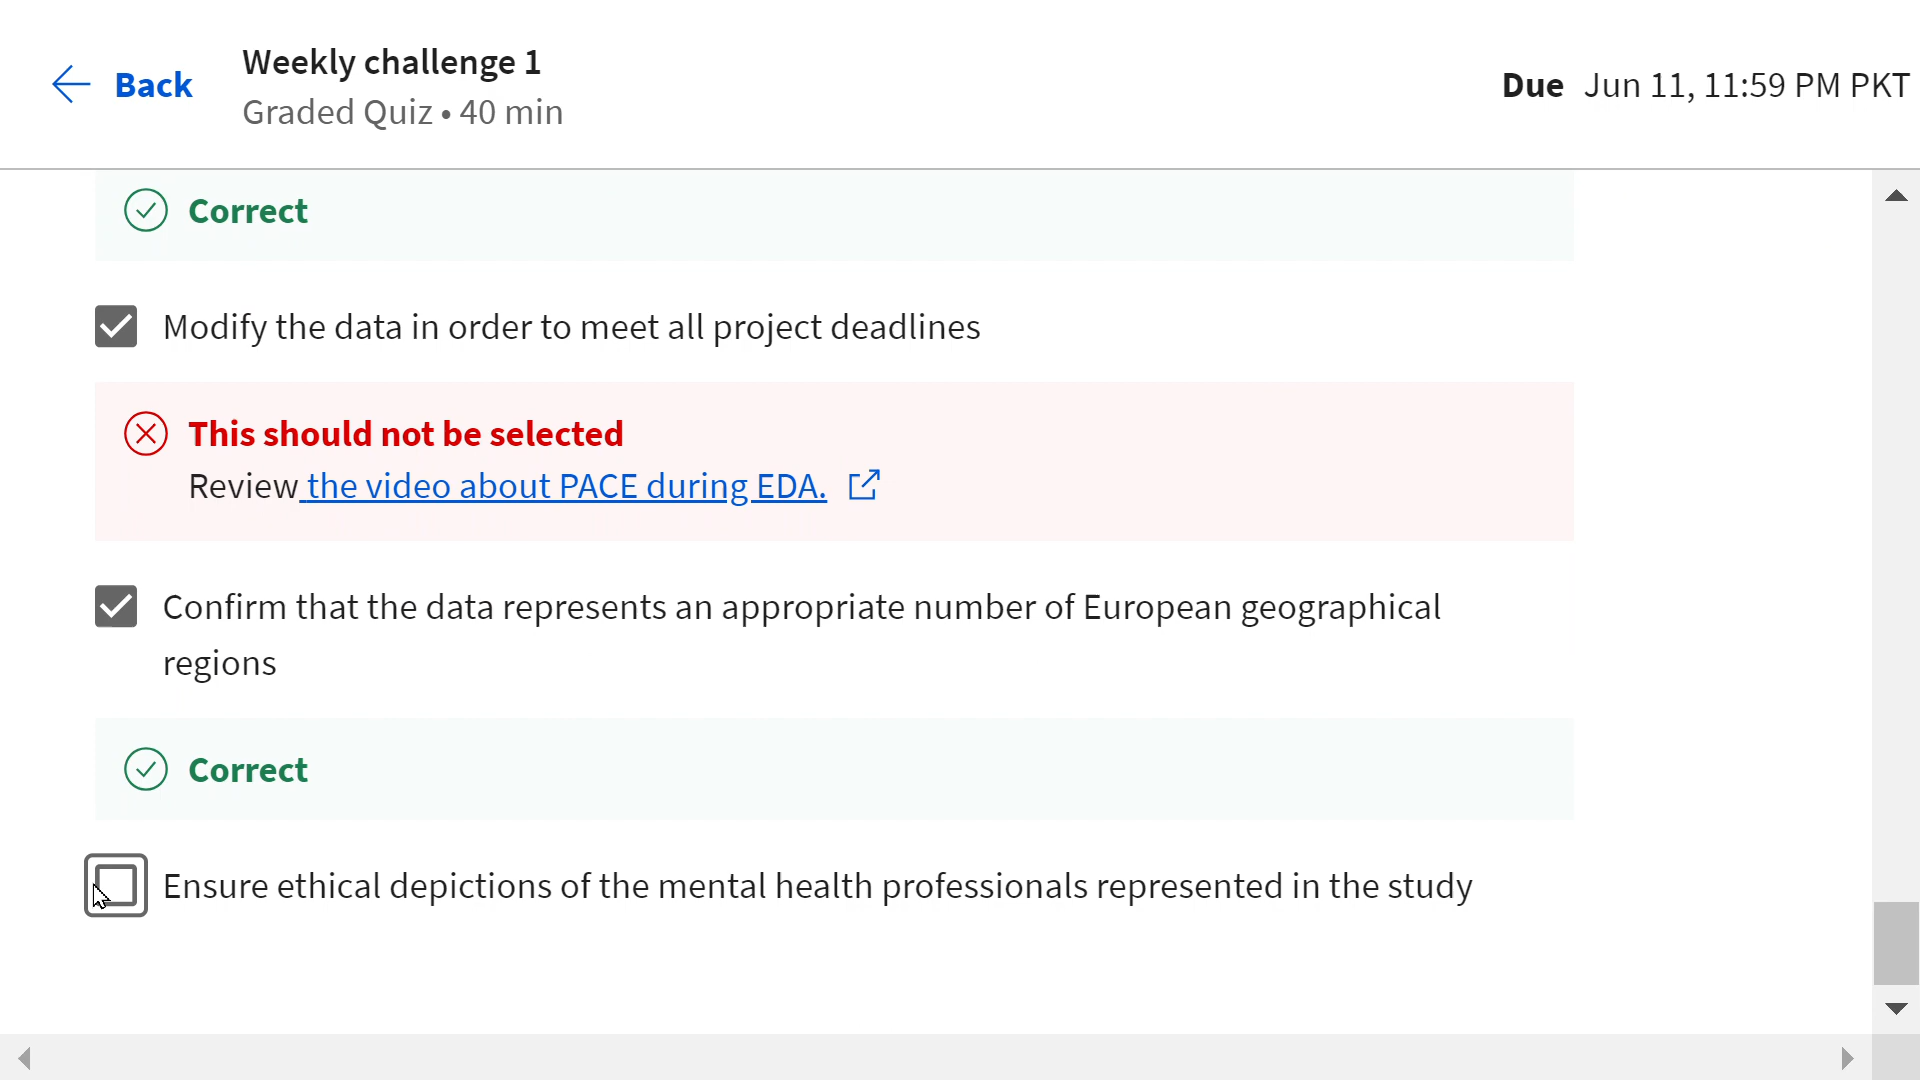 Back
Weekly challenge 1
Graded Quiz • 40 min
Due Jun 11, 11:59 PM PKT
Correct
Modify the data in order to meet all project deadlines
This should not be selected
Review the video about PACE during EDA.
Confirm that the data represents an appropriate number of European geographical
regions
Correct
Ensure ethical depictions of the mental health professionals represented in the study